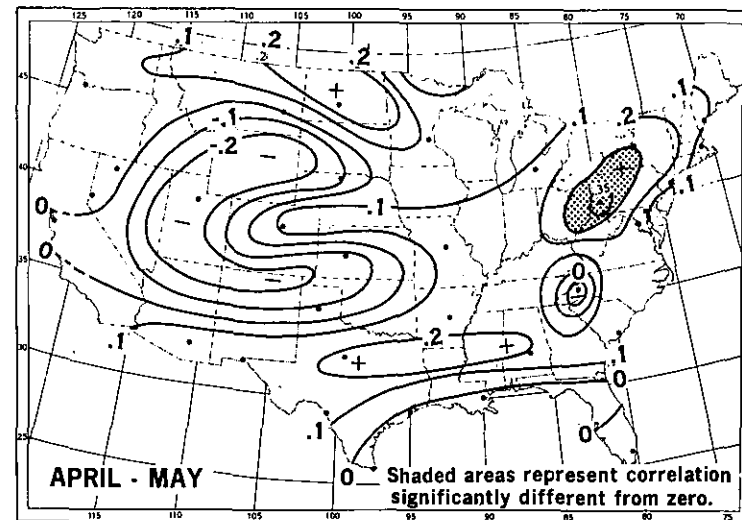 125 120 115 110 105 100 95 90 85 80 75 70
.1 .2 .2 .1 .1
45
-.1 .1 .2
40
-.2
.35
.1 .1 .1
0
35
0 0
.2
.1 .1
30
0
.1 0
25
APRIL - MAY
0
Shaded areas represent correlation
significantly different from zero.
115 110 105 100 95 90 85 80 75